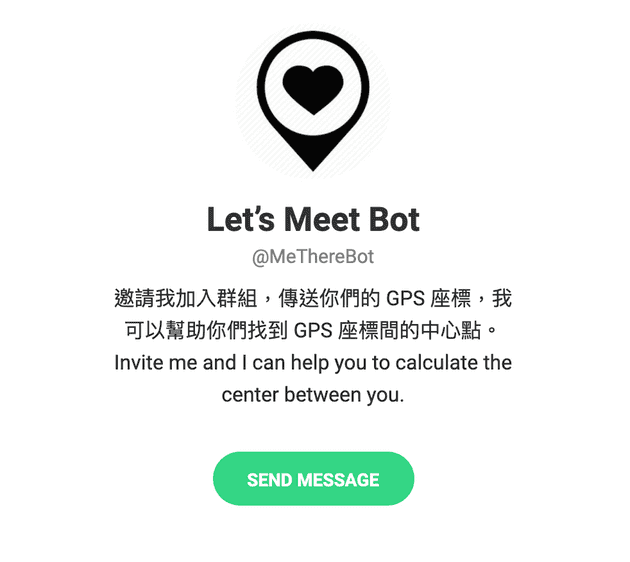 Let’s Meet Bot
@MeThereBot
邀請我加入群組，傳送你們的 GPS 座標，我
可以幫助你們找到 GPS 座標間的中心點。
Invite me and I can help you to calculate the
center between you.
SEND MESSAGE